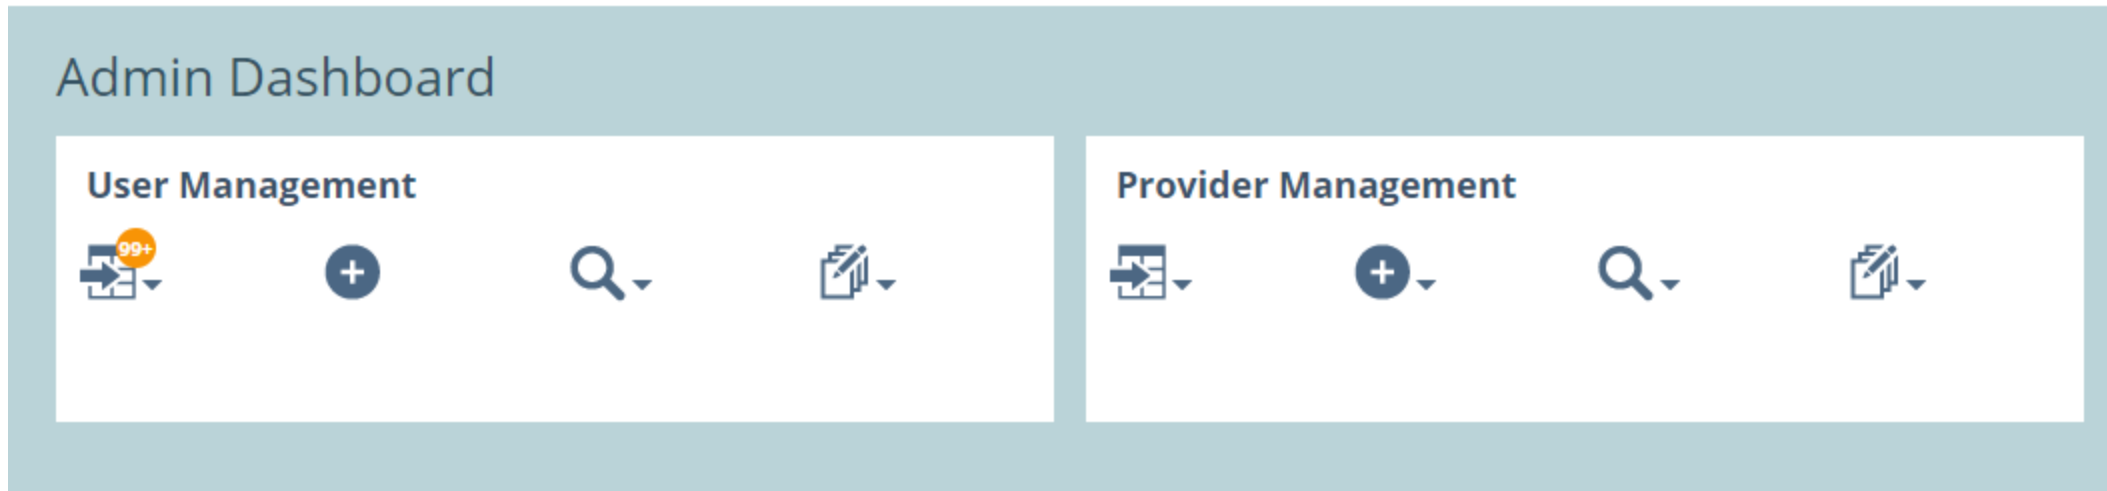 Admin Dashboard
User Management
99+
Provider Management